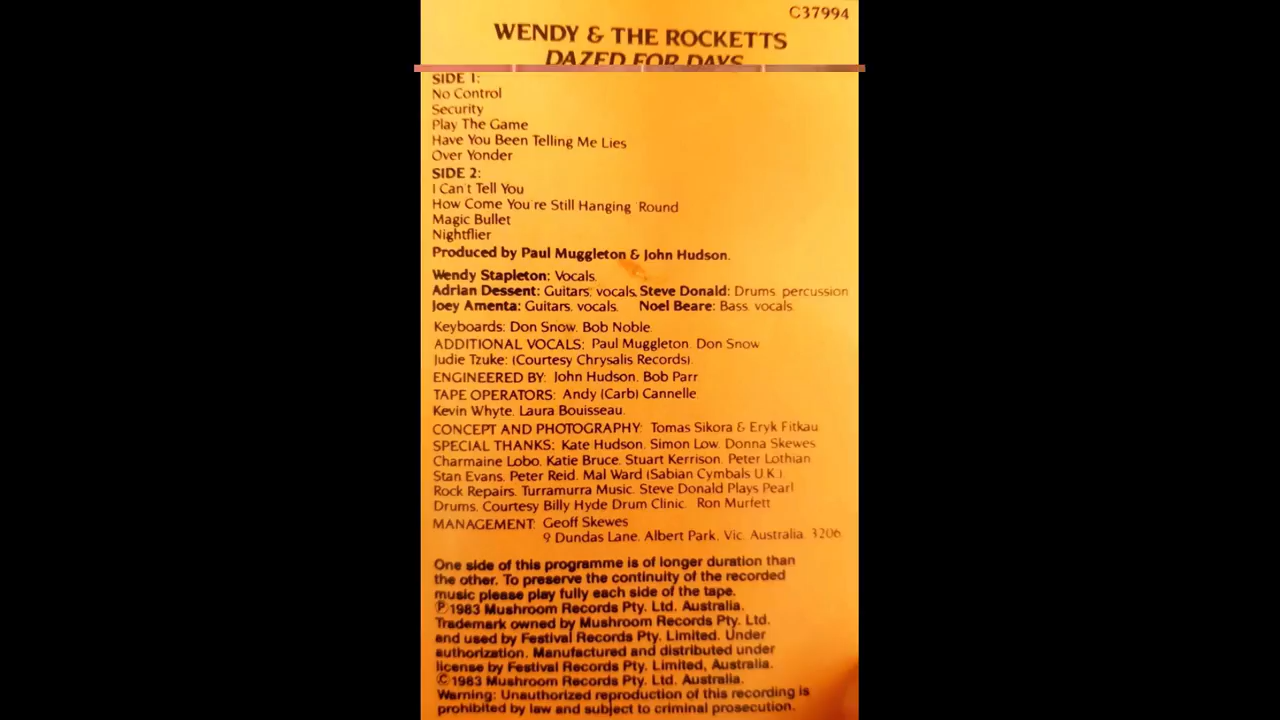 C37994
WENDY & THE ROCKETTS
DAZED FOR DAYS
SIDE 1:
No Control
Security
Play The Game
Have You Been Telling Me Lies
Over Yonder
SIDE 2:
I Can't Tell You
How Come You're Still Hanging 'Round
Magic Bullet
Nightflier
Produced by Paul Muggleton & John Hudson.
Wendy Stapleton: Vocals.
Adrian Dessent: Guitars, vocals, Steve Donald: Drums, percussion
Joey Amenta: Guitars, vocals. Noel Beare: Bass, vocals.
Keyboards: Don Snow, Bob Noble.
ADDITIONAL VOCALS: Paul Muggleton, Don Snow
Judie Tzuke: (Courtesy Chrysalis Records).
ENGINEERED BY: John Hudson, Bob Parr
TAPE OPERATORS: Andy (Carb) Cannelle,
Kevin Whyte, Laura Bouisseau.
CONCEPT AND PHOTOGRAPHY: Tomas Sikora & Eryk Fitkau
SPECIAL THANKS: Kate Hudson, Simon Low, Donna Skewes,
Charmaine Lobo, Katie Bruce, Stuart Kerrison, Peter Lothian,
Stan Evans, Peter Reid, Mal Ward (Sabian Cymbals U.K.),
Rock Repairs, Turramurra Music, Steve Donald Plays Pearl
Drums, Courtesy Billy Hyde Drum Clinic. Ron Murfett
MANAGEMENT: Geoff Skewes
9 Dundas Lane, Albert Park, Vic. Australia. 3206
One side of this programme is of longer duration than
the other. To preserve the continuity of the recorded
music please play fully each side of the tape.
℗1983 Mushroom Records Pty. Ltd. Australia.
Trademark owned by Mushroom Records Pty. Ltd.
and used by Festival Records Pty. Limited. Under
authorization. Manufactured and distributed under
license by Festival Records Pty. Limited, Australia.
©1983 Mushroom Records Pty. Ltd. Australia.
Warning: Unauthorized reproduction of this recording is
prohibited by law and subject to criminal prosecution.